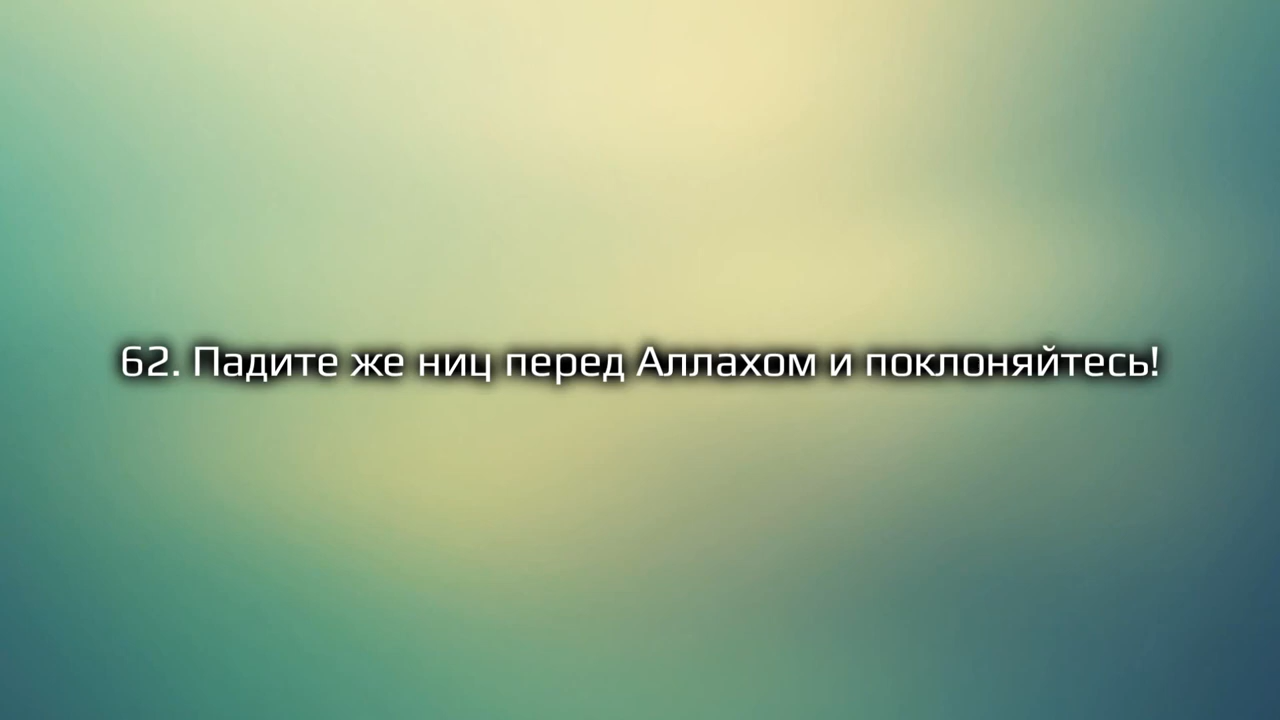 62. Падите же ниц перед Аллахом и поклоняйтесь!